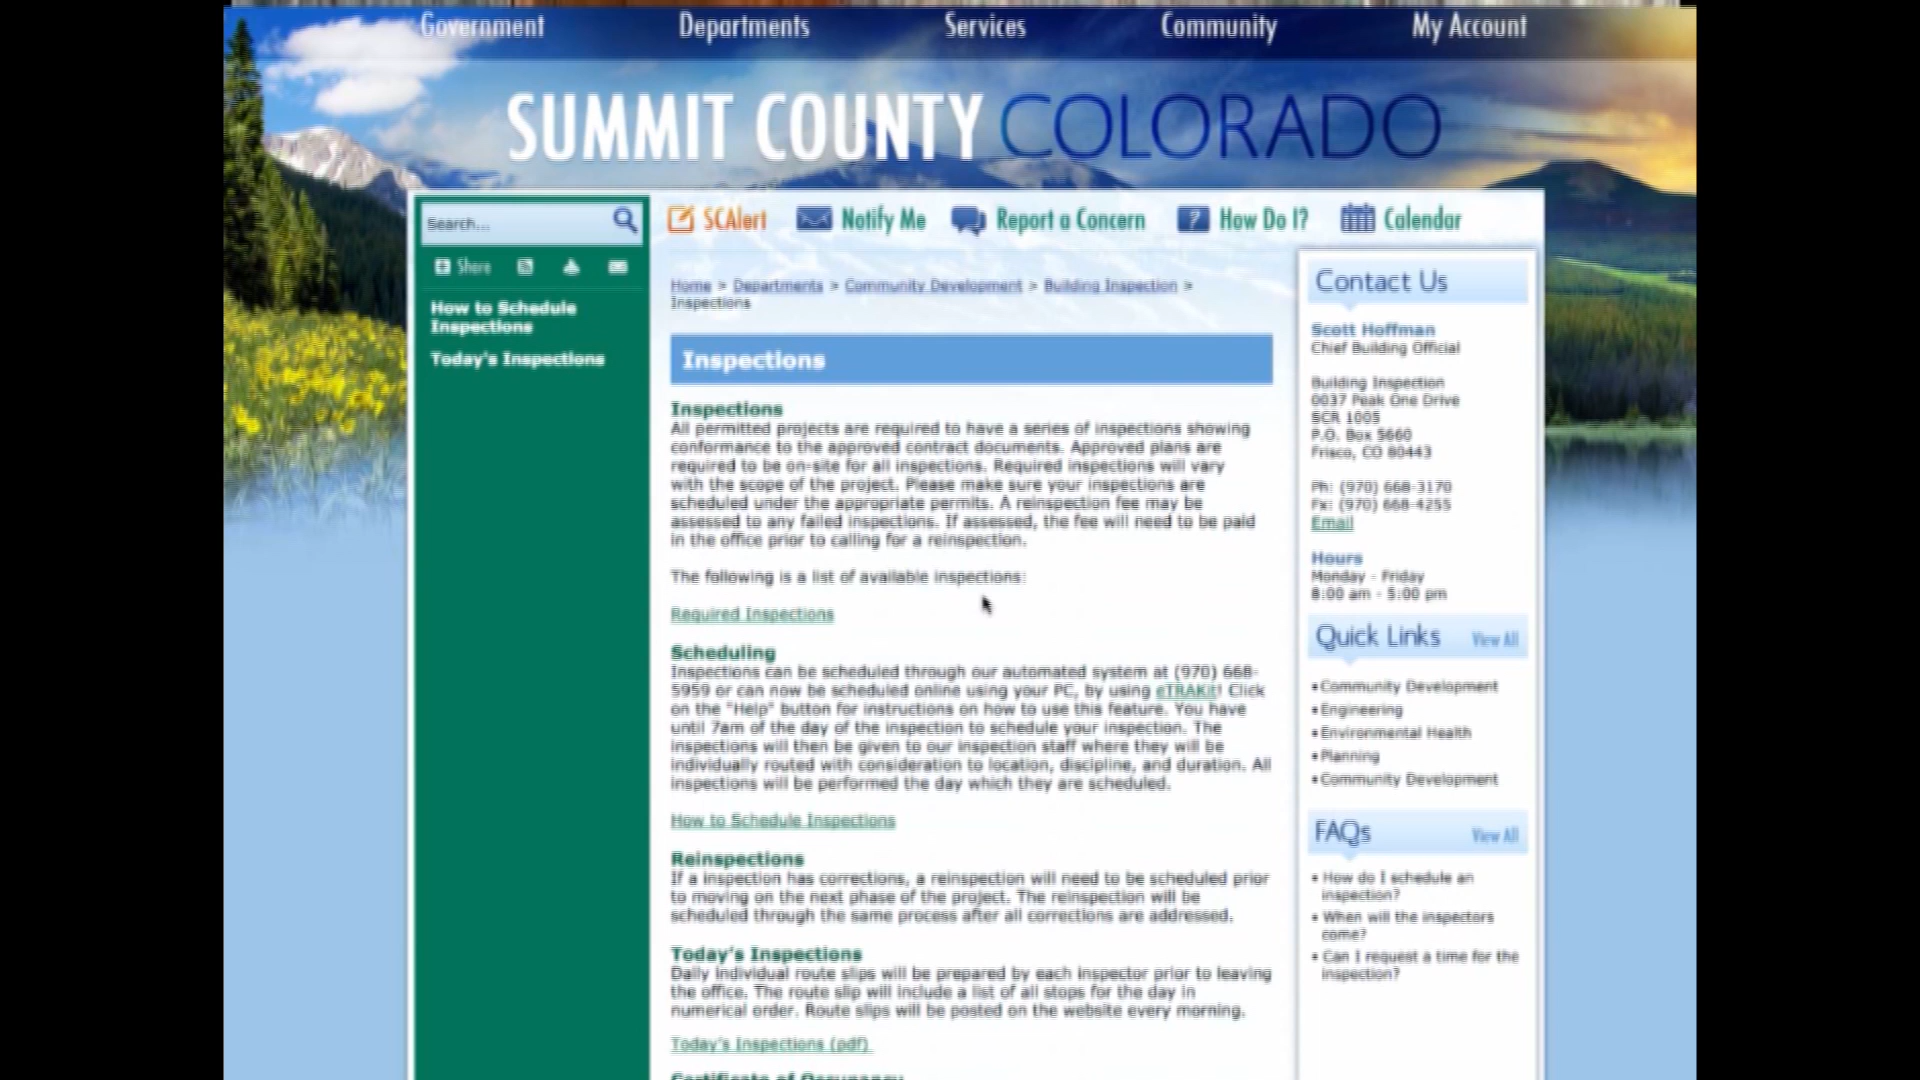 Government Departments Services Community My Account
SUMMIT COUNTY COLORADO
Search...
SCAlert Notify Me Report a Concern How Do I? Calendar
Share
How to Schedule
Inspections
Today's Inspections
Home > Departments > Community Development > Building Inspection >
Inspections
Inspections
Inspections
All permitted projects are required to have a series of inspections showing
conformance to the approved contract documents. Approved plans are
required to be on-site for all inspections. Required inspections will vary
with the scope of the project. Please make sure your inspections are
scheduled under the appropriate permits. A reinspection fee may be
assessed to any failed inspections. If assessed, the fee will need to be paid
in the office prior to calling for a reinspection.
The following is a list of available inspections:
Required Inspections
Scheduling
Inspections can be scheduled through our automated system at (970) 668-
5959 or can now be scheduled online using your PC, by using eTRAKit! Click
on the "Help" button for instructions on how to use this feature. You have
until 7am of the day of the inspection to schedule your inspection. The
inspections will then be given to our inspection staff where they will be
individually routed with consideration to location, discipline, and duration. All
inspections will be performed the day which they are scheduled.
How to Schedule Inspections
Reinspections
If a inspection has corrections, a reinspection will need to be scheduled prior
to moving on the next phase of the project. The reinspection will be
scheduled through the same process after all corrections are addressed.
Today's Inspections
Daily individual route slips will be prepared by each inspector prior to leaving
the office. The route slip will include a list of all stops for the day in
numerical order. Route slips will be posted on the website every morning.
Today's Inspections (pdf)
Certificate of Occupancy
Contact Us
Scott Hoffman
Chief Building Official
Building Inspection
0037 Peak One Drive
SCR 1005
P.O. Box 5660
Frisco, CO 80443
Ph: (970) 668-3170
Fx: (970) 668-4255
Email
Hours
Monday - Friday
8:00 am - 5:00 pm
Quick Links View All
Community Development
Engineering
Environmental Health
Planning
Community Development
FAQs View All
How do I schedule an
inspection?
When will the inspectors
come?
Can I request a time for the
inspection?